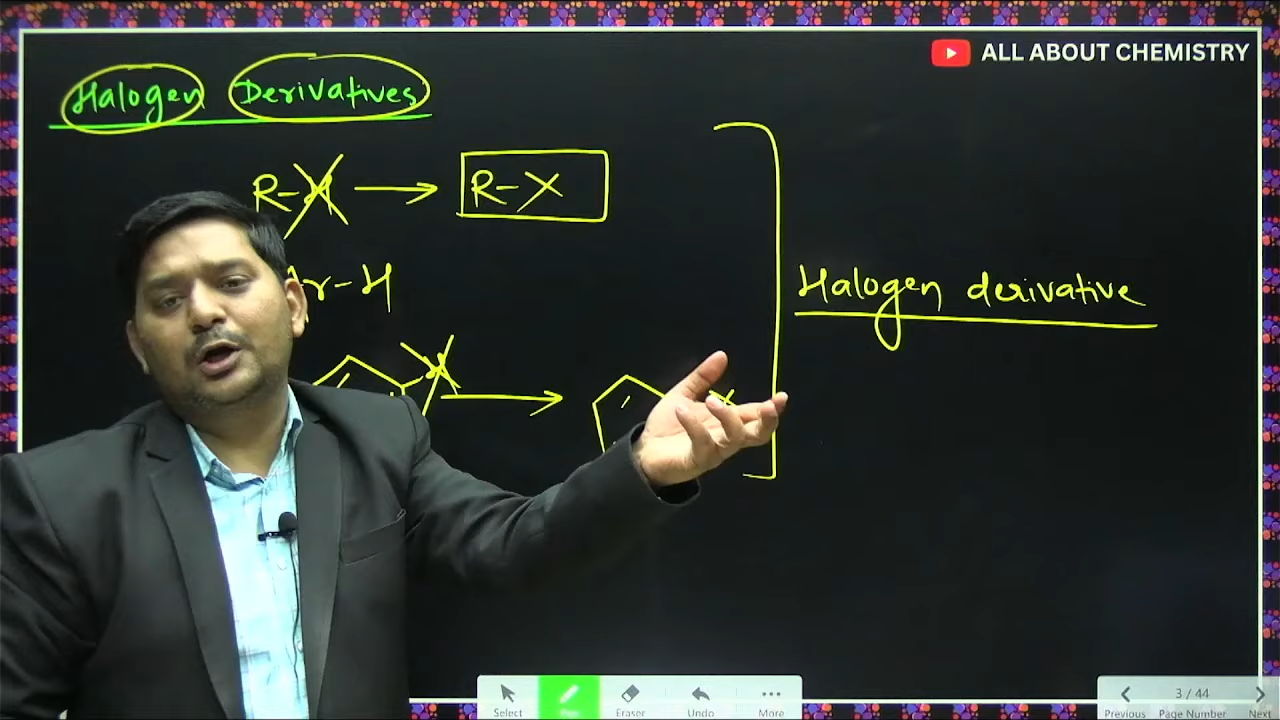 ALL ABOUT CHEMISTRY
Halogen Derivatives
R- → R-X
Ar-H
Halogen derivative
Select
Eraser
Undo
More
3 / 44
Previous
Page Number
Next